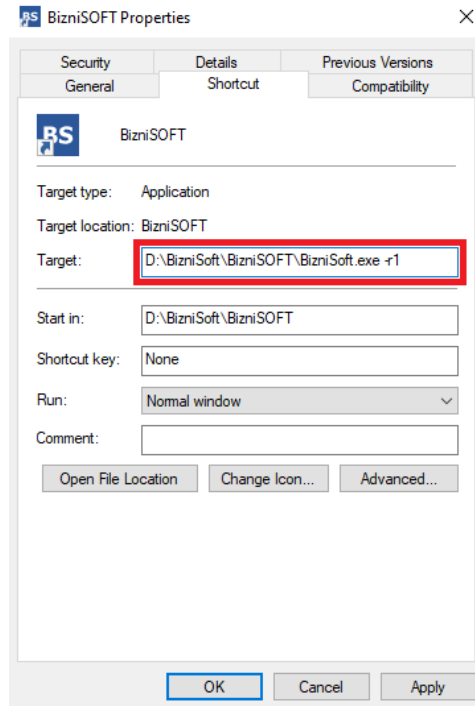 BS BizniSOFT Properties
Security Details Previous Versions
General Shortcut Compatibility
BS BizniSOFT
Target type: Application
Target location: BizniSOFT
Target: D:\BizniSoft\BizniSOFT\BizniSoft.exe -r1
Start in: D:\BizniSoft\BizniSOFT
Shortcut key: None
Run: Normal window
Comment:
Open File Location Change Icon... Advanced...
OK Cancel Apply